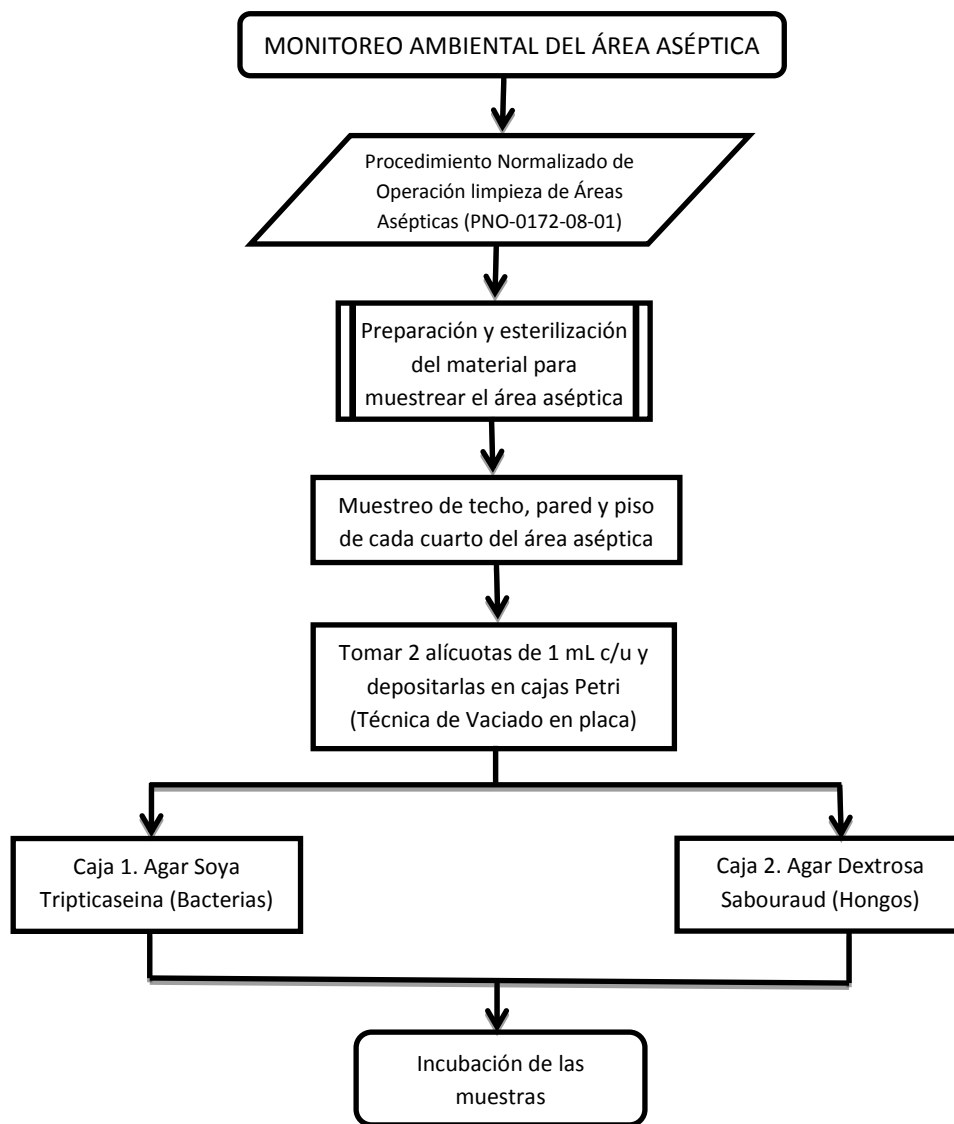 MONITOREO AMBIENTAL DEL ÁREA ASÉPTICA
Procedimiento Normalizado de
Operación limpieza de Áreas
Asépticas (PNO-0172-08-01)
Preparación y esterilización
del material para
muestrear el área aséptica
Muestreo de techo, pared y piso
de cada cuarto del área aséptica
Tomar 2 alícuotas de 1 mL c/u y
depositarlas en cajas Petri
(Técnica de Vaciado en placa)
Caja 1. Agar Soya
Tripticaseina (Bacterias)
Caja 2. Agar Dextrosa
Sabouraud (Hongos)
Incubación de las
muestras